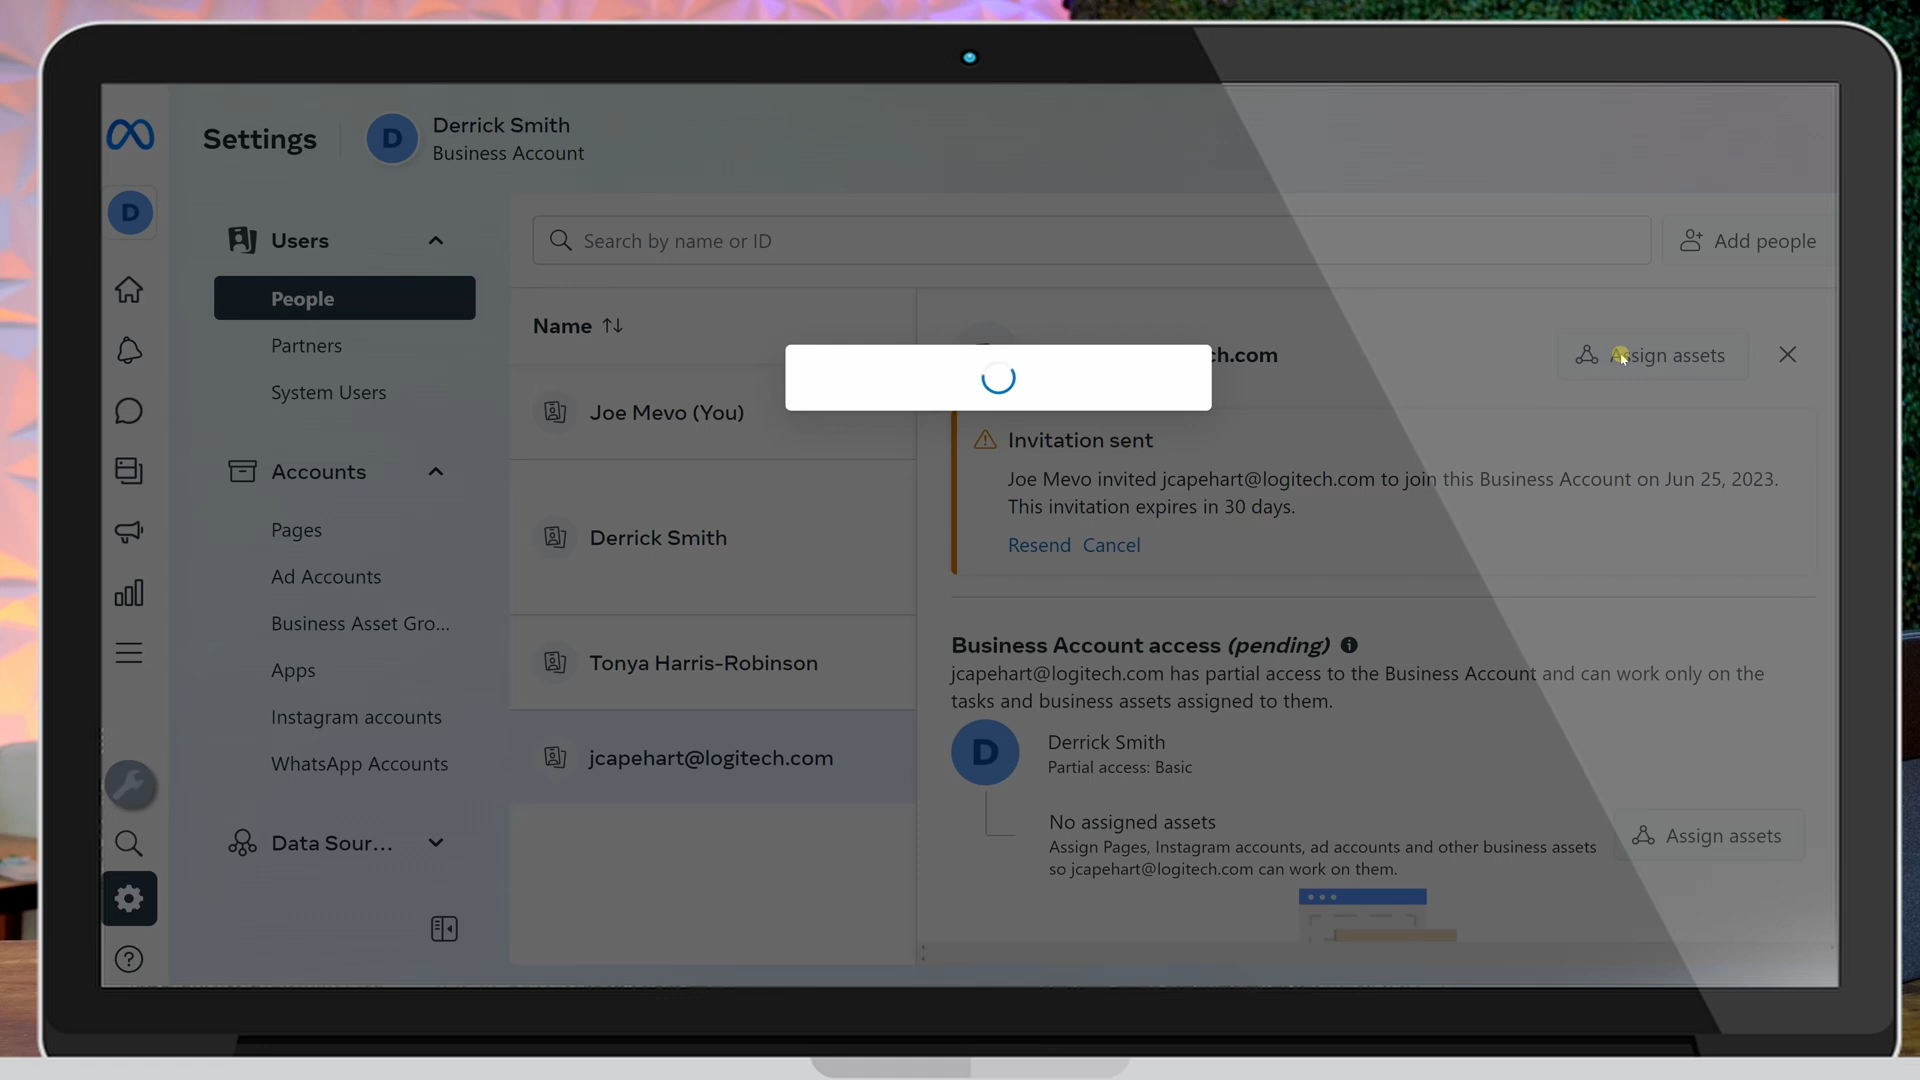 Settings
D
Derrick Smith
Business Account
D
Users
People
Partners
System Users
Accounts
Pages
Ad Accounts
Business Asset Gro...
Apps
Instagram accounts
WhatsApp Accounts
Data Sour...
Search by name or ID
Add people
Name
Joe Mevo (You)
Derrick Smith
Tonya Harris-Robinson
jcapehart@logitech.com
ch.com
Assign assets
Invitation sent
Joe Mevo invited jcapehart@logitech.com to join this Business Account on Jun 25, 2023.
This invitation expires in 30 days.
Resend Cancel
Business Account access (pending)
jcapehart@logitech.com has partial access to the Business Account and can work only on the
tasks and business assets assigned to them.
D
Derrick Smith
Partial access: Basic
No assigned assets
Assign Pages, Instagram accounts, ad accounts and other business assets
so jcapehart@logitech.com can work on them.
Assign assets